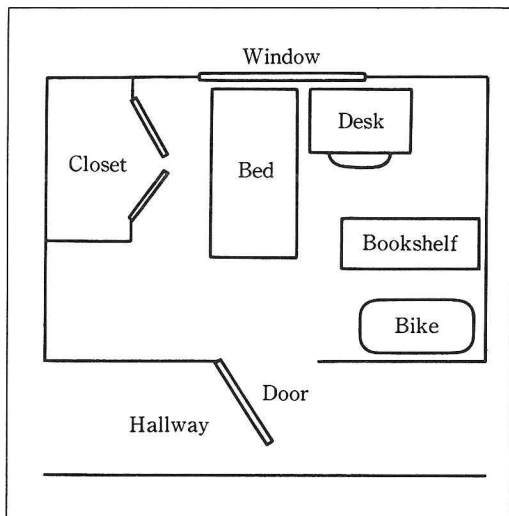 Window
Desk
Closet
Bed
Bookshelf
Bike
Door
Hallway